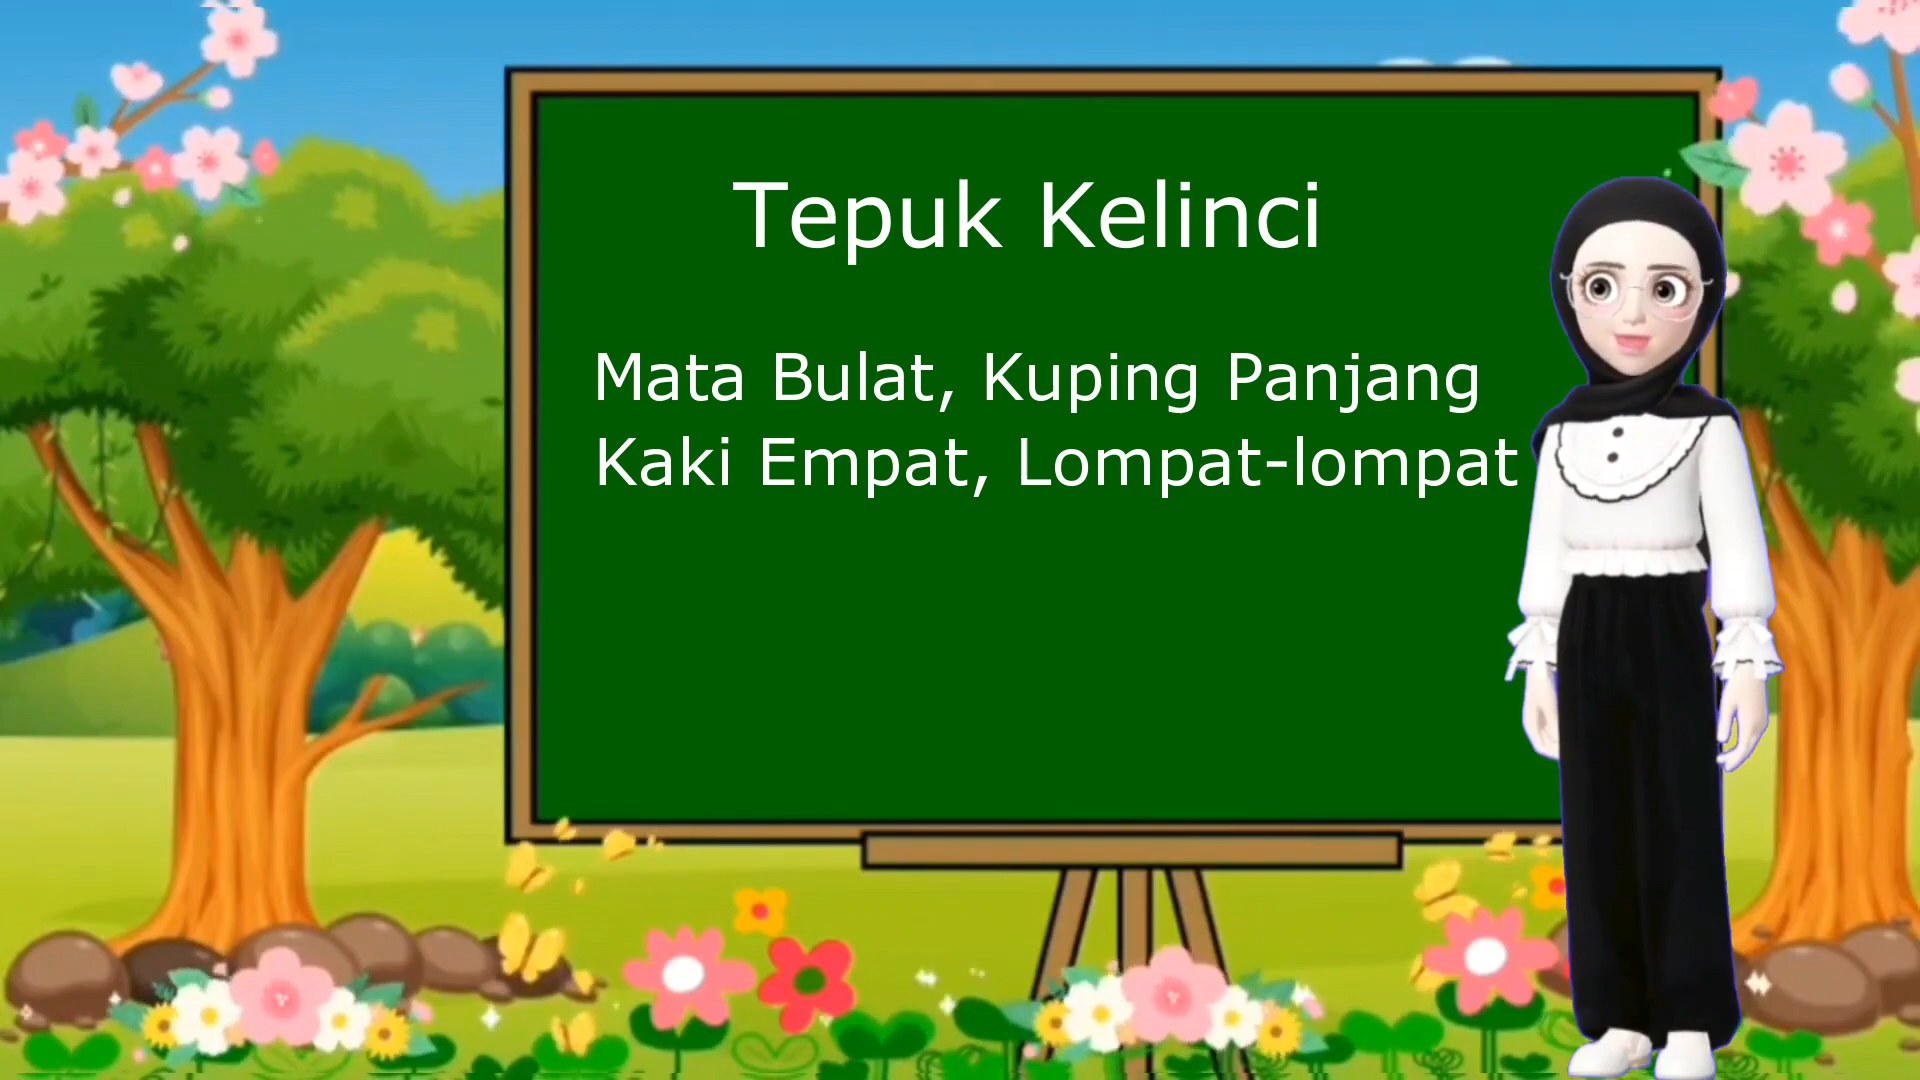 Tepuk Kelinci
Mata Bulat, Kuping Panjang
Kaki Empat, Lompat-lompat